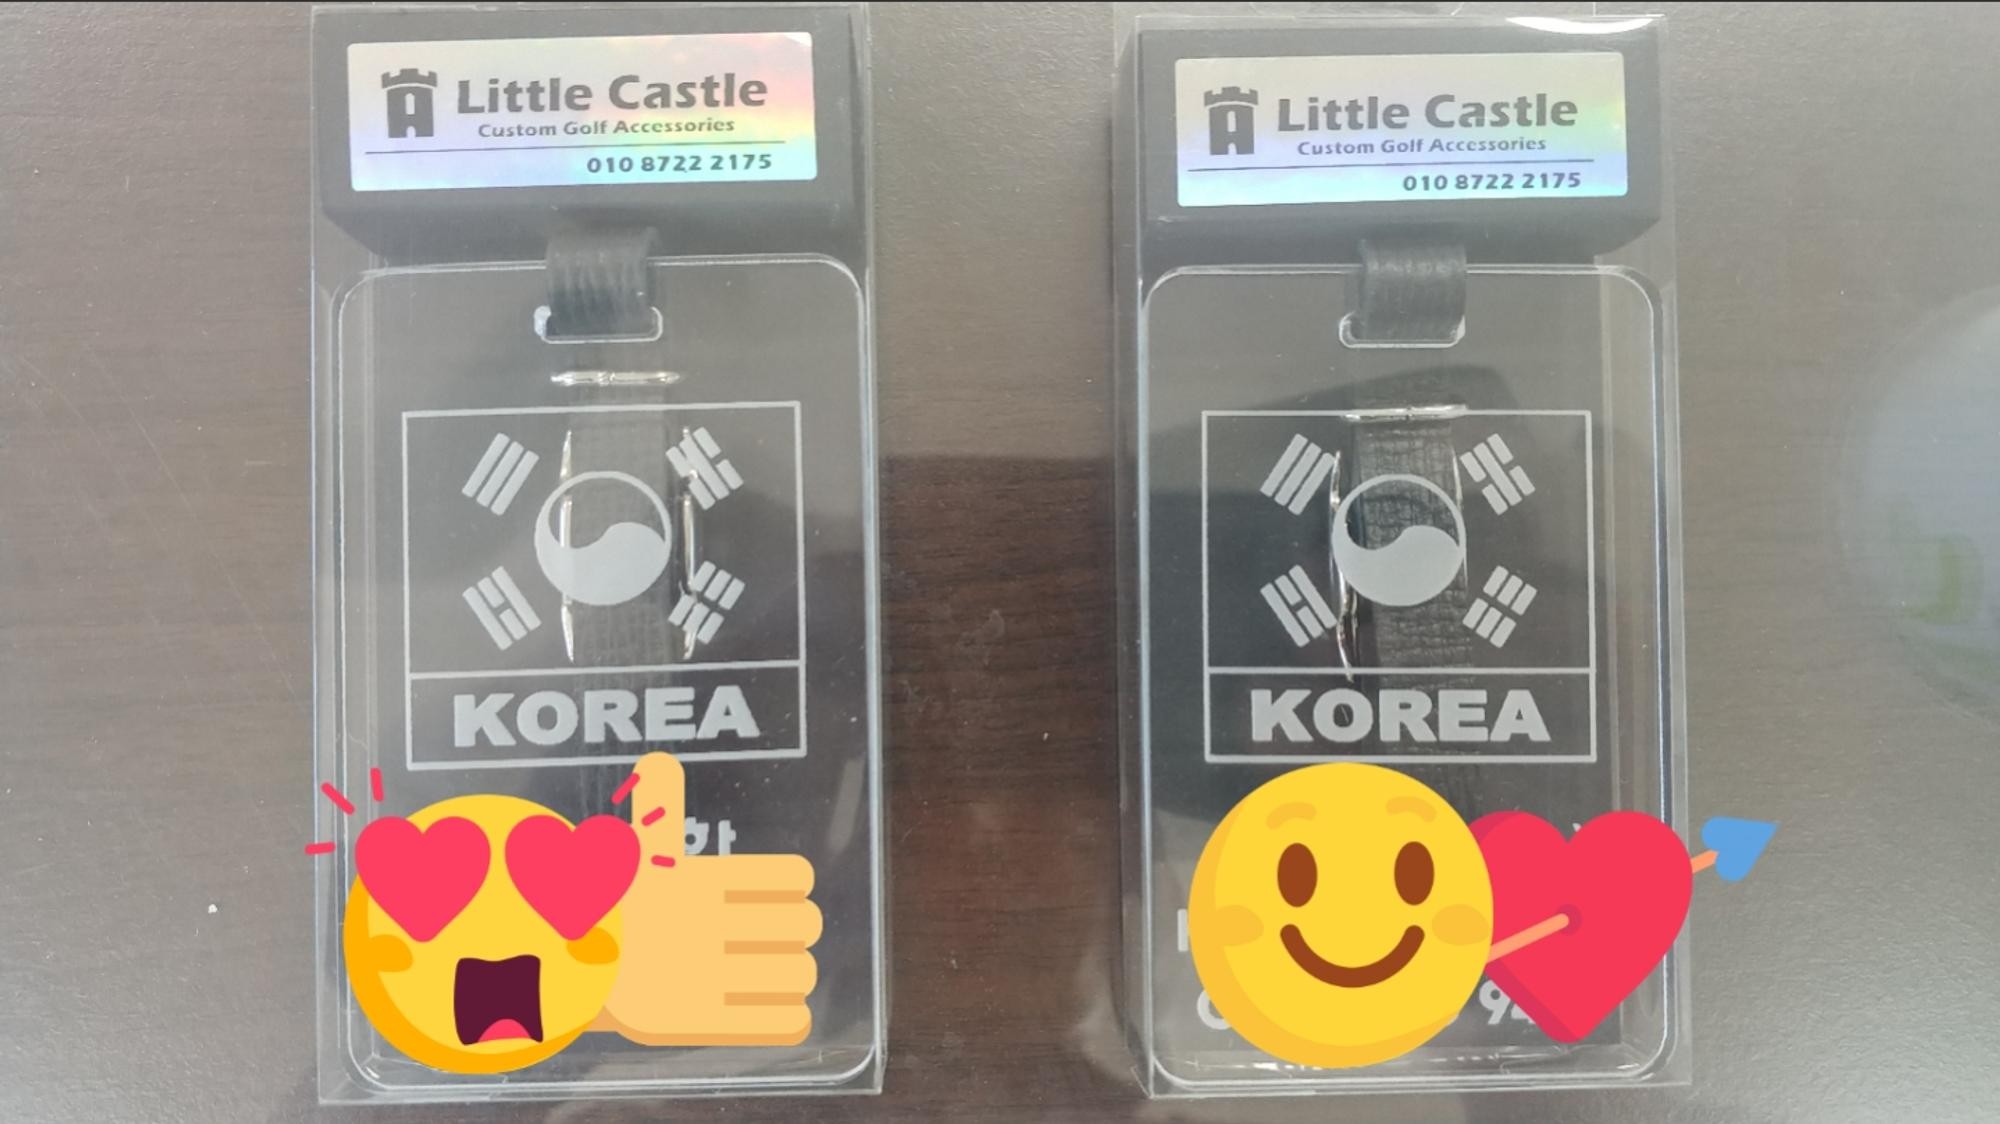 Little Castle
Custom Golf Accessories
010 8722 2175
KOREA
Little Castle
Custom Golf Accessories
010 8722 2175
KOREA